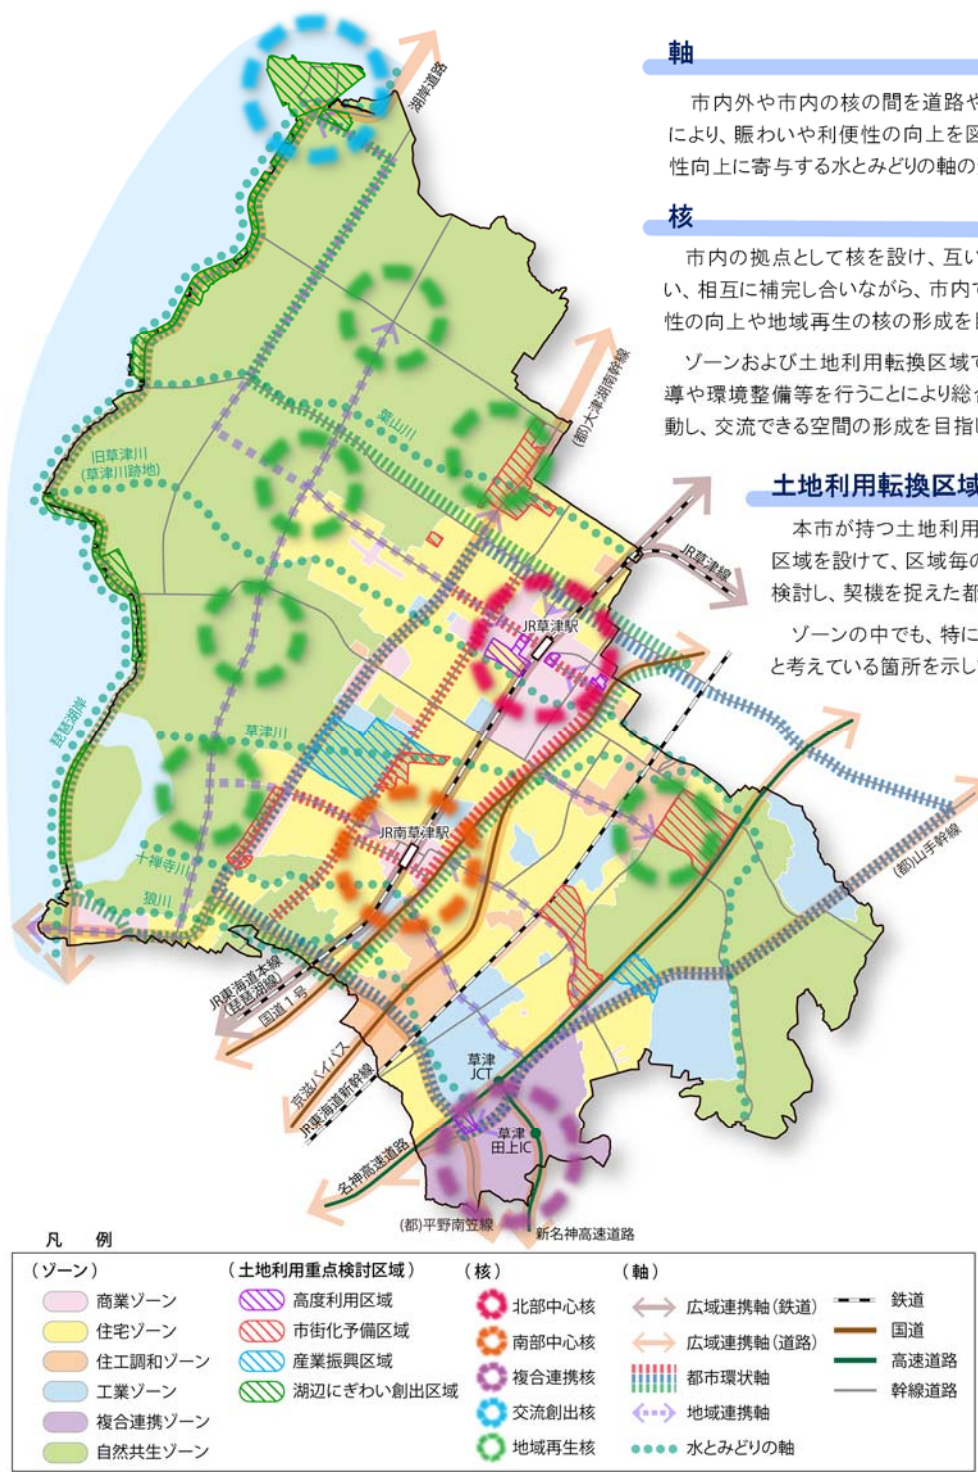 軸
市内外や市内の核の間を道路や
により、賑わいや利便性の向上を図
性向上に寄与する水とみどりの軸の
核
市内の拠点として核を設け、互い
い、相互に補完し合いながら、市内で
性の向上や地域再生の核の形成を
ゾーンおよび土地利用転換区域で
導や環境整備等を行うことにより総合
動し、交流できる空間の形成を目指し
土地利用転換区域
本市が持つ土地利用
区域を設けて、区域毎の
検討し、契機を捉えた都
ゾーンの中でも、特に
と考えている箇所を示し
湖岸道路
(都)大津湖南幹線
葉山川
旧草津川
(草津川跡地)
JR草津線
JR草津駅
琵琶湖岸
草津川
JR南草津駅
十禅寺川
狼川
(都)山手幹線
JR東海道本線
(琵琶湖線)
国道1号
京滋バイパス
JR東海道新幹線
草津
JCT
草津
田上IC
名神高速道路
(都)平野南笠線
新名神高速道路
凡 例
(ゾーン)
商業ゾーン
住宅ゾーン
住工調和ゾーン
工業ゾーン
複合連携ゾーン
自然共生ゾーン
(土地利用重点検討区域)
高度利用区域
市街化予備区域
産業振興区域
湖辺にぎわい創出区域
(核)
北部中心核
南部中心核
複合連携核
交流創出核
地域再生核
(軸)
広域連携軸(鉄道)
広域連携軸(道路)
都市環状軸
地域連携軸
水とみどりの軸
鉄道
国道
高速道路
幹線道路